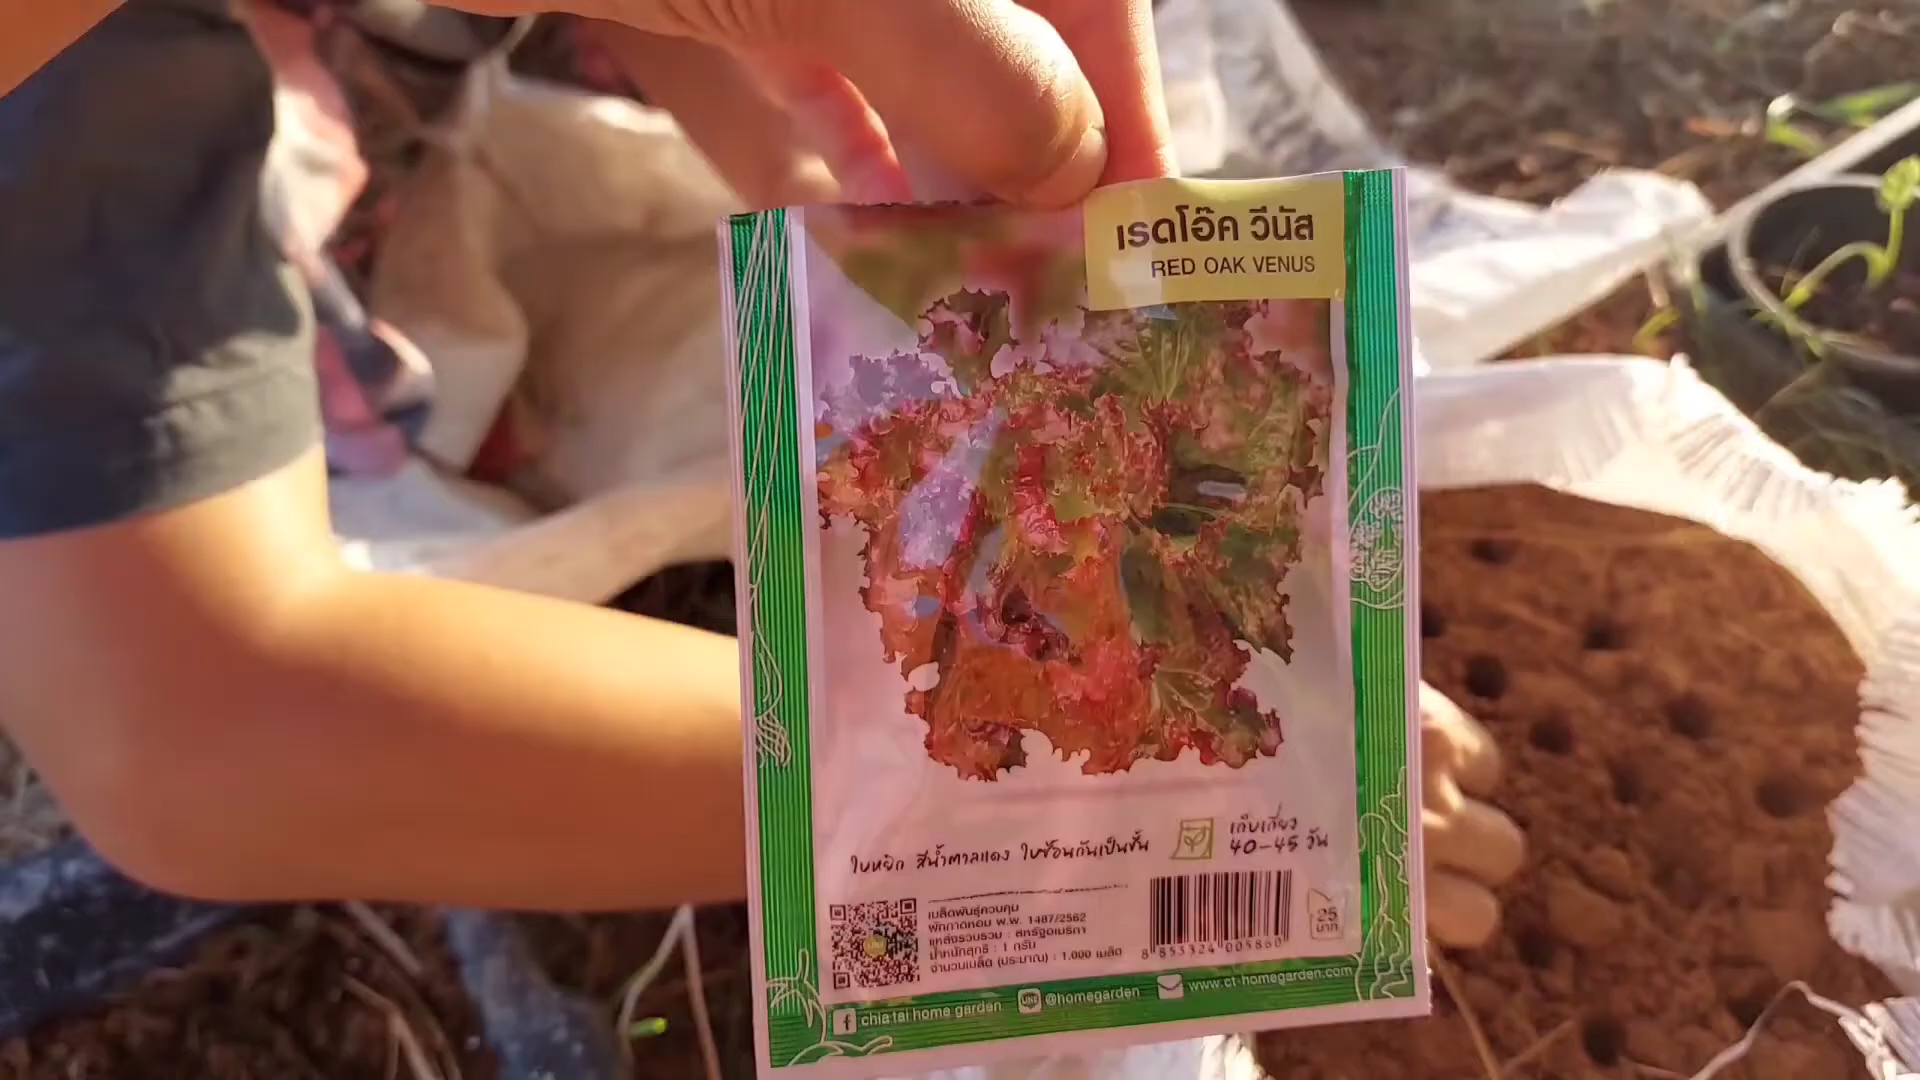 เรดโอ๊ค วีนัส
RED OAK VENUS
ใบหยิก สีน้ำตาลแดง ใบซ้อนกันเป็นชั้น
เก็บเกี่ยว
40-45 วัน
เมล็ดพันธุ์ควบคุม
ผักกาดหอม พ.พ. 1487/2562
แหล่งรวบรวม : สหรัฐอเมริกา
น้ำหนักสุทธิ : 1 กรัม
จำนวนเมล็ด (ประมาณ) : 1,000 เมล็ด
8 853324 005860
25
บาท
chia tai home garden
LINE @homegarden
www.ct-homegarden.com